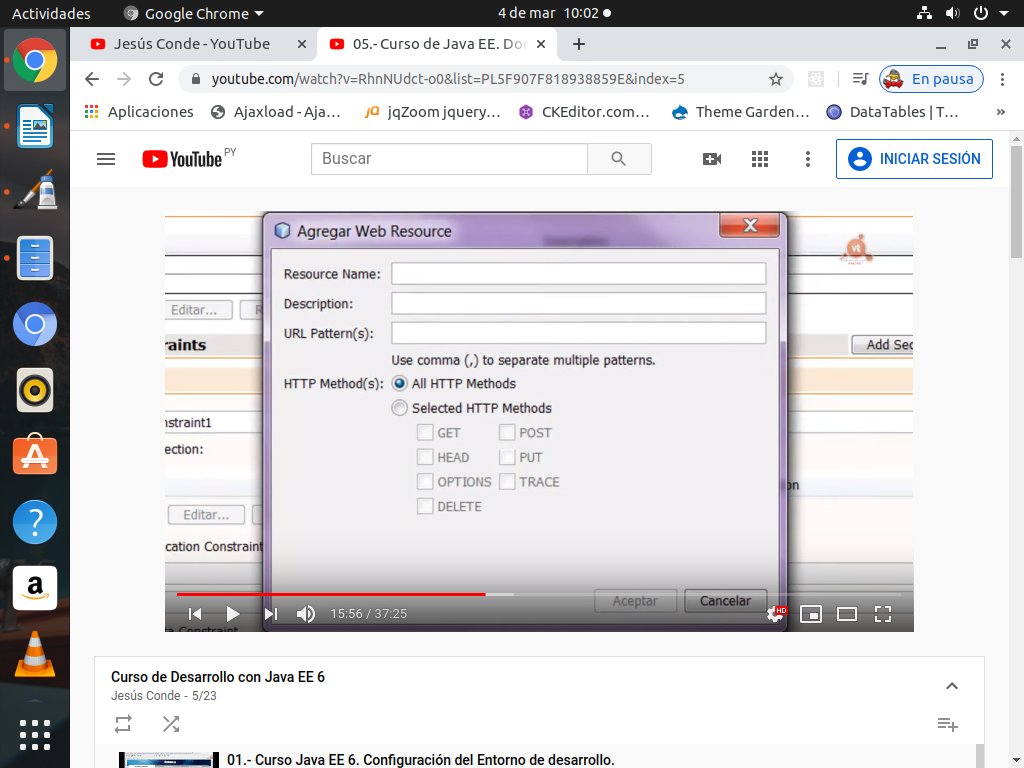 Actividades Google Chrome 4 de mar 10:02
Jesús Conde - YouTube 05.- Curso de Java EE. Do
youtube.com/watch?v=RhnNUdct-o0&list=PL5F907F818938859E&index=5 En pausa
Aplicaciones Ajaxload - Aja... jqZoom jquery... CKEditor.com... Theme Garden... DataTables | T... »
YouTube PY Buscar INICIAR SESIÓN
Agregar Web Resource
Resource Name:
Description:
Editar... R
URL Pattern(s):
raints Add Sec
Use comma (,) to separate multiple patterns.
HTTP Method(s): All HTTP Methods
Selected HTTP Methods
nstraint1
GET POST
ection:
HEAD PUT
OPTIONS TRACE
on
DELETE
Editar...
cation Constraint
Aceptar Cancelar
15:56 / 37:25 HD
a Constraint
Curso de Desarrollo con Java EE 6
Jesús Conde - 5/23
01.- Curso Java EE 6. Configuración del Entorno de desarrollo.